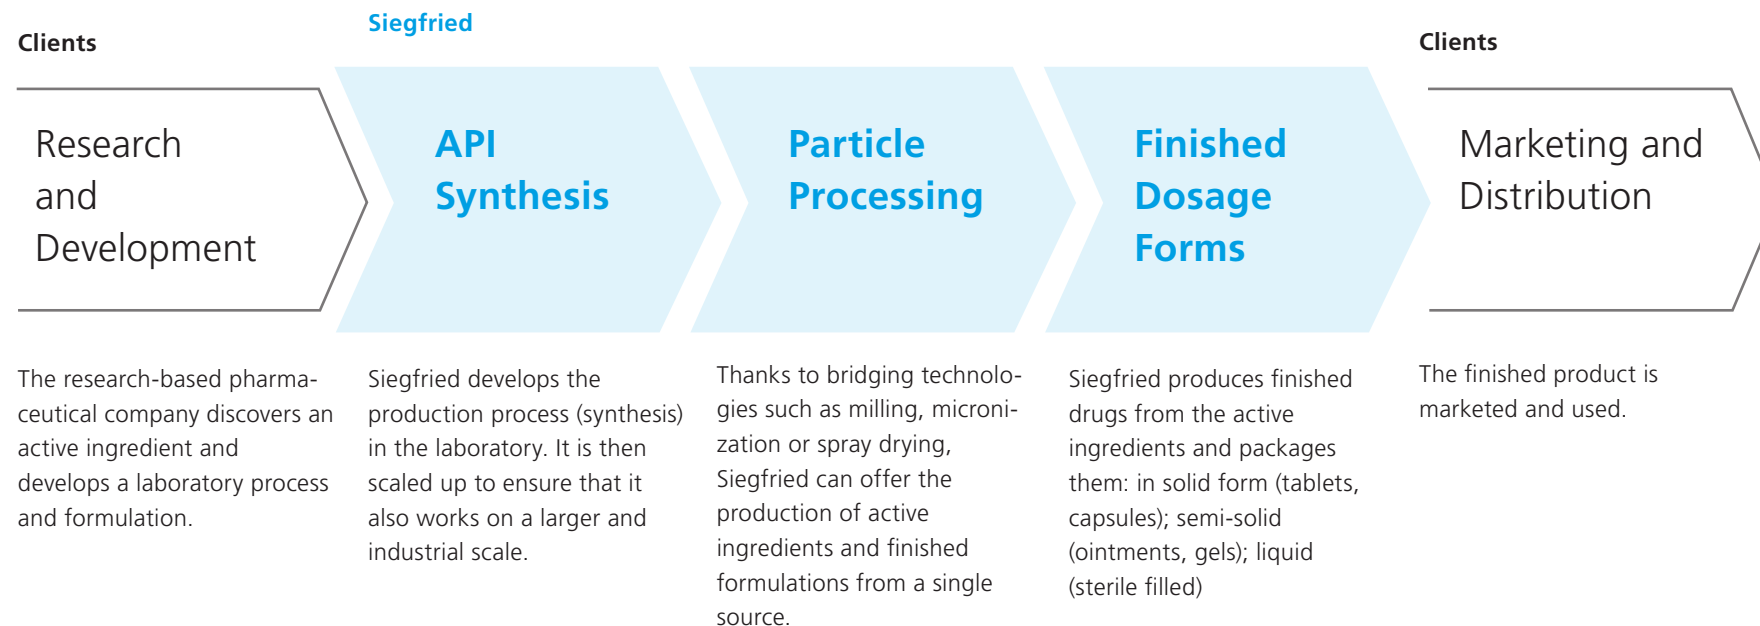 Clients
Research
and
Development
The research-based pharma-
ceutical company discovers an
active ingredient and
develops a laboratory process
and formulation.
Siegfried
API
Synthesis
Siegfried develops the
production process (synthesis)
in the laboratory. It is then
scaled up to ensure that it
also works on a larger and
industrial scale.
Particle
Processing
Thanks to bridging technolo-
gies such as milling, microni-
zation or spray drying,
Siegfried can offer the
production of active
ingredients and finished
formulations from a single
source.
Finished
Dosage
Forms
Siegfried produces finished
drugs from the active
ingredients and packages
them: in solid form (tablets,
capsules); semi-solid
(ointments, gels); liquid
(sterile filled)
Clients
Marketing and
Distribution
The finished product is
marketed and used.